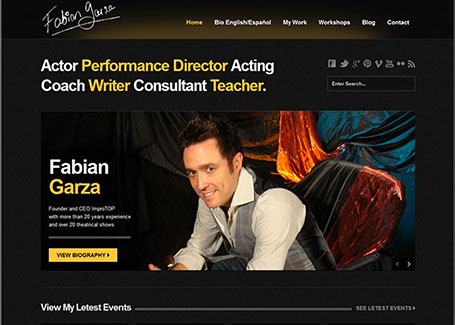 Fabian Garza
Home Bio English/Español My Work Workshops Blog Contact
Actor Performance Director Acting
Coach Writer Consultant Teacher.
Enter Search...
Fabian
Garza
Founder and CEO ImproTOP
with more than 20 years experience
and over 20 theatrical shows.
VIEW BIOGRAPHY
View My Letest Events
SEE LETEST EVENTS